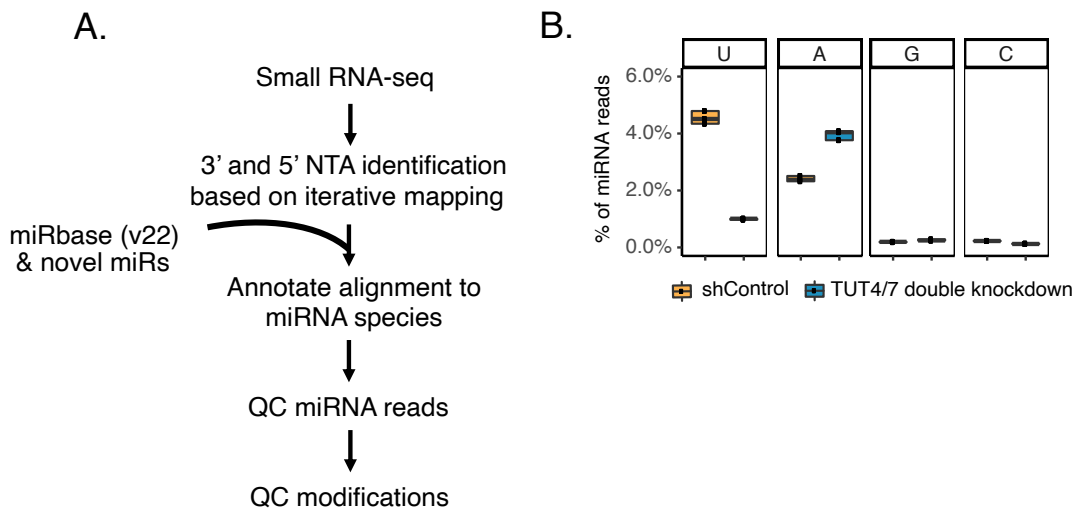 A.
Small RNA-seq
3’ and 5’ NTA identification
based on iterative mapping
miRbase (v22)
& novel miRs
Annotate alignment to
miRNA species
QC miRNA reads
QC modifications
B.
U A G C
% of miRNA reads
6.0%
4.0%
2.0%
0.0%
shControl TUT4/7 double knockdown